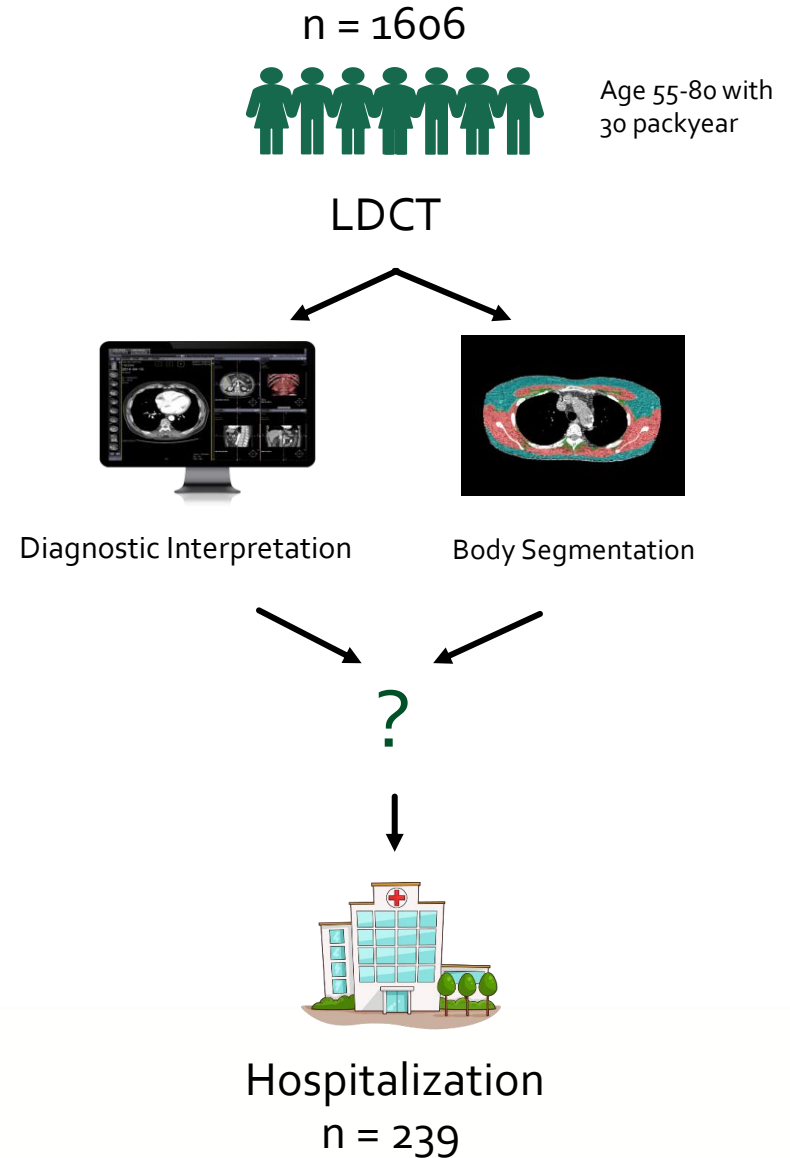 n = 1606
Age 55-80 with
30 packyear
LDCT
Diagnostic Interpretation
Body Segmentation
?
Hospitalization
n = 239